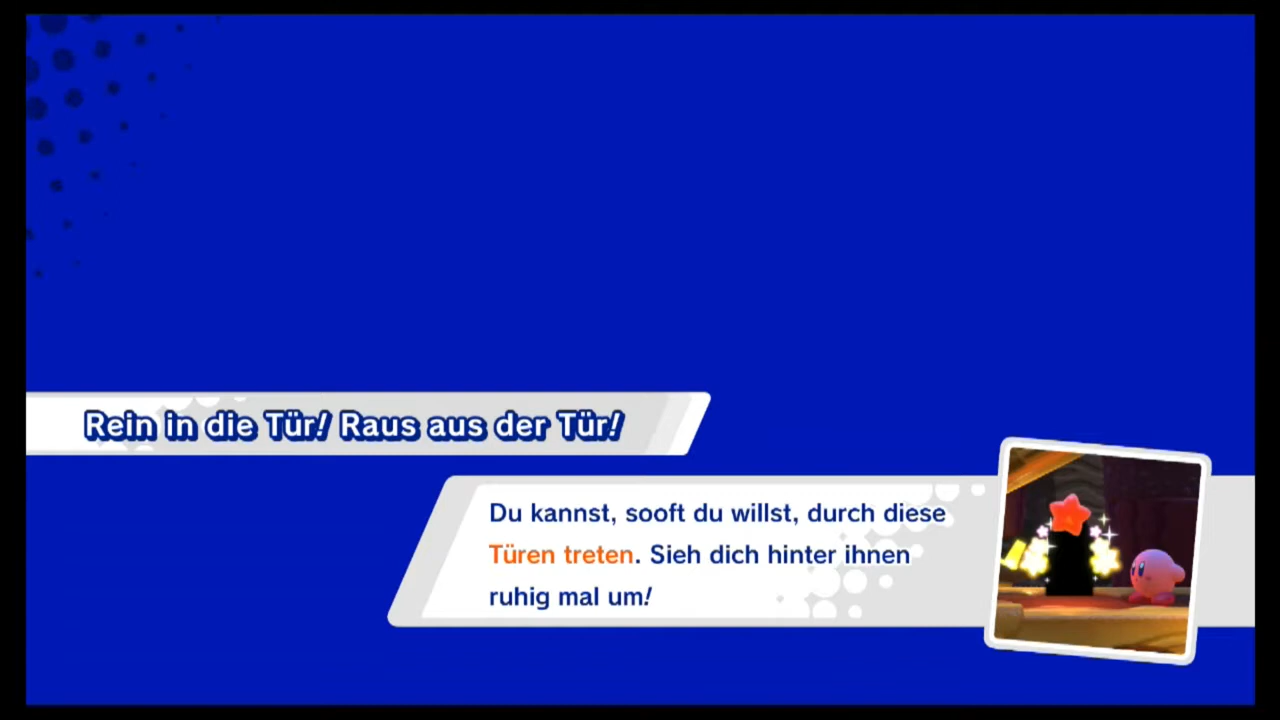 Rein in die Tür! Raus aus der Tür!
Du kannst, sooft du willst, durch diese
Türen treten. Sieh dich hinter ihnen
ruhig mal um!